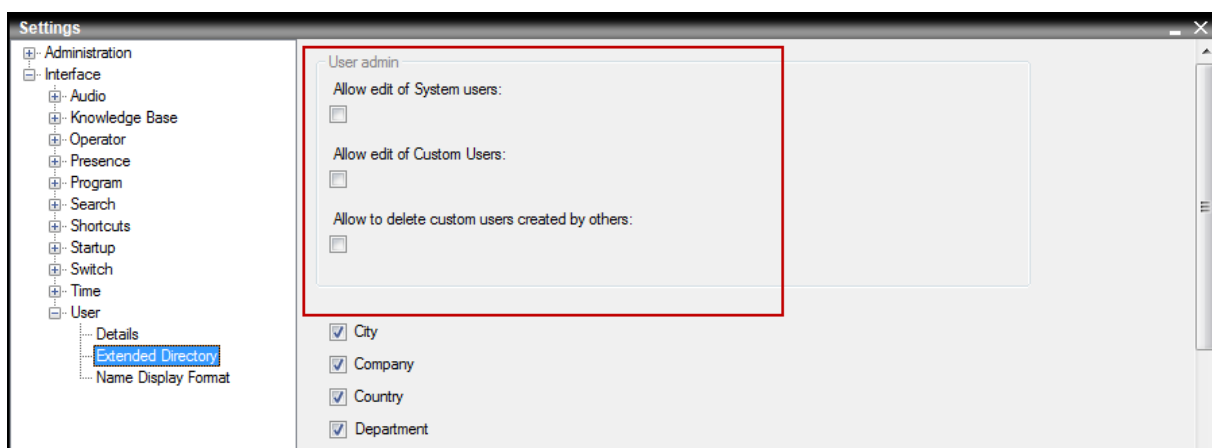 Settings
Administration
Interface
Audio
Knowledge Base
Operator
Presence
Program
Search
Shortcuts
Startup
Switch
Time
User
Details
Extended Directory
Name Display Format
User admin
Allow edit of System users:
Allow edit of Custom Users:
Allow to delete custom users created by others:
City
Company
Country
Department